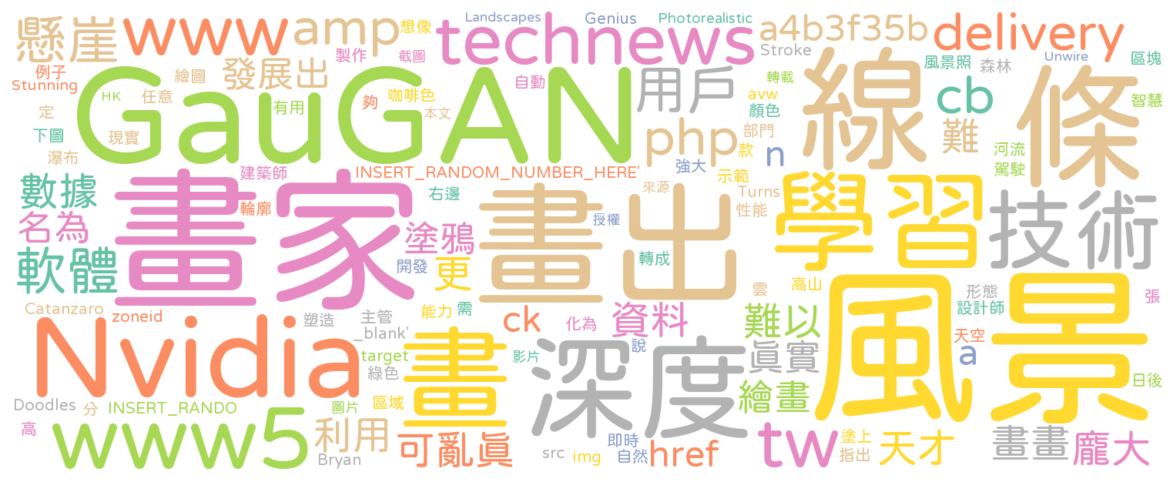 懸崖 www amp 想像 technews Landscapes Genius Photorealistic a4b3f35b delivery
例子 Stunning 繪圖 發展出 製作 截圖 自動 用戶 Stroke 轉載 線 風景照 森林 Unwire 區塊
GauGAN HK 任意 咖啡色 夠 本文 有用 avw 顏色 cb 條 智慧
定 下圖 現實 php 部門 難
瀑布 建築師 INSERT_RANDOM_NUMBER_HERE' 強大 款 n 示範 河流 駕駛
數據 輪廓 畫家 右邊 畫出 來源 Turns 學習 技術
名為 塗鴉 授權 性能
軟體 開發 更 轉成 雲 高山 風景 形態 張
Catanzaro zoneid 塑造 主管 能力 需 ck 化為 資料 難以 設計師 天空
Nvidia _blank' target 畫 影片 深度 說 真實 a 日後
綠色 繪畫
Doodles 分 INSERT_RANDO 圖片 區域
高 www5 利用 可亂真 即時 自然 href tw 塗上 指出 天才 畫畫 龐大
Bryan src img